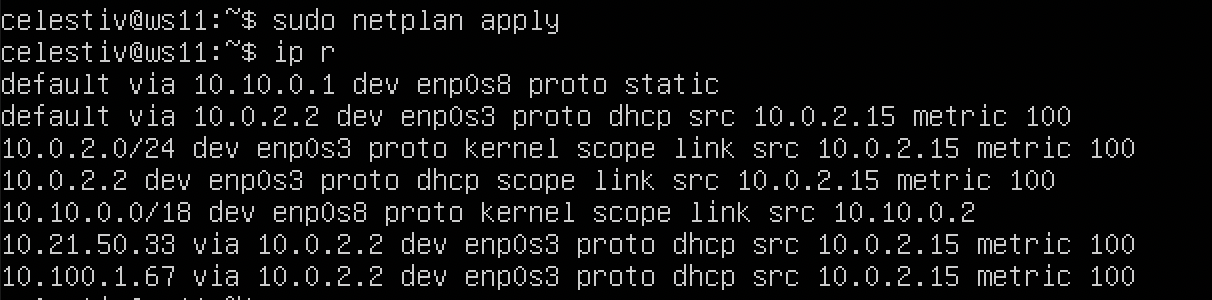 celestiv@ws11:~$ sudo netplan apply
celestiv@ws11:~$ ip r
default via 10.10.0.1 dev enp0s8 proto static
default via 10.0.2.2 dev enp0s3 proto dhcp src 10.0.2.15 metric 100
10.0.2.0/24 dev enp0s3 proto kernel scope link src 10.0.2.15 metric 100
10.0.2.2 dev enp0s3 proto dhcp scope link src 10.0.2.15 metric 100
10.10.0.0/18 dev enp0s8 proto kernel scope link src 10.10.0.2
10.21.50.33 via 10.0.2.2 dev enp0s3 proto dhcp src 10.0.2.15 metric 100
10.100.1.67 via 10.0.2.2 dev enp0s3 proto dhcp src 10.0.2.15 metric 100